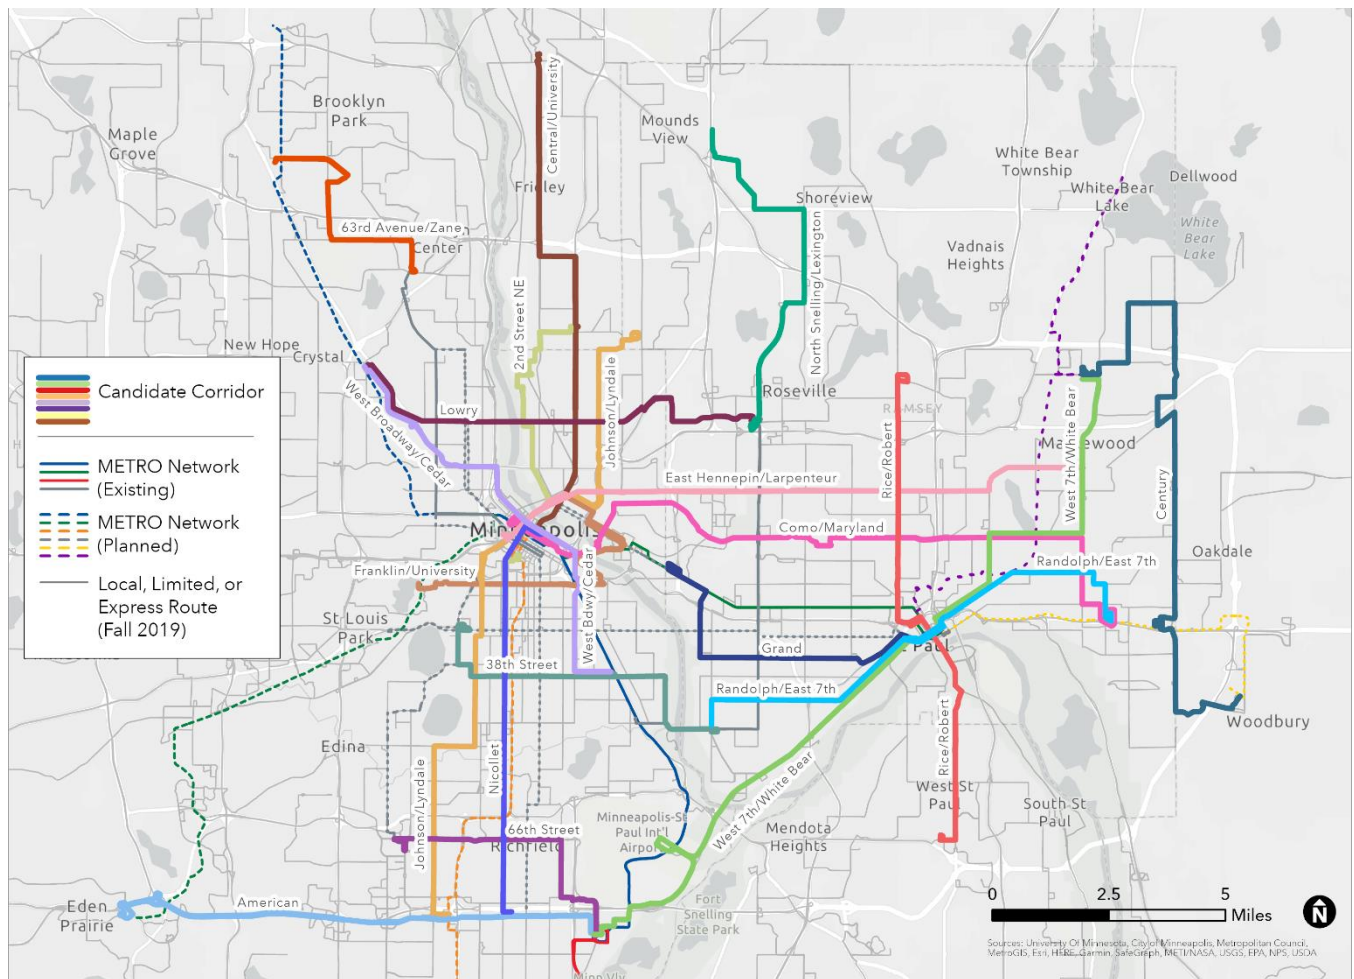 Brooklyn
Park
Maple
Grove
Central/University
Mounds
View
White Bear
Township
Dellwood
White Bear
Lake
White
Bear
Lake
Fridley
Shoreview
63rd Avenue/Zane
Center
Vadnais
Heights
North Snelling/Lexington
2nd Street NE
New Hope
Crystal
Johnson/Lyndale
Roseville
RAMSEY
Candidate Corridor
West Broadway/Cedar
Lowry
Rice/Robert
West 7th/White Bear
Maplewood
Century
METRO Network
(Existing)
East Hennepin/Larpenteur
METRO Network
(Planned)
Minneapolis
Como/Maryland
Oakdale
Randolph/East 7th
Franklin/University
West Bdwy/Cedar
Local, Limited, or
Express Route
(Fall 2019)
St Louis
Park
Grand
Paul
38th Street
Randolph/East 7th
Woodbury
Edina
Nicollet
Rice/Robert
West St
Paul
South St
Paul
Johnson/Lyndale
66th Street
Richfield
Minneapolis-St
Paul Int'l
Airport
West 7th/White Bear
Mendota
Heights
Eden
Prairie
American
Fort
Snelling
State Park
0 2.5 5
Miles
N
Sources: University Of Minnesota, City of Minneapolis, Metropolitan Council,
MetroGIS, Esri, HERE, Garmin, SafeGraph, METI/NASA, USGS, EPA, NPS, USDA